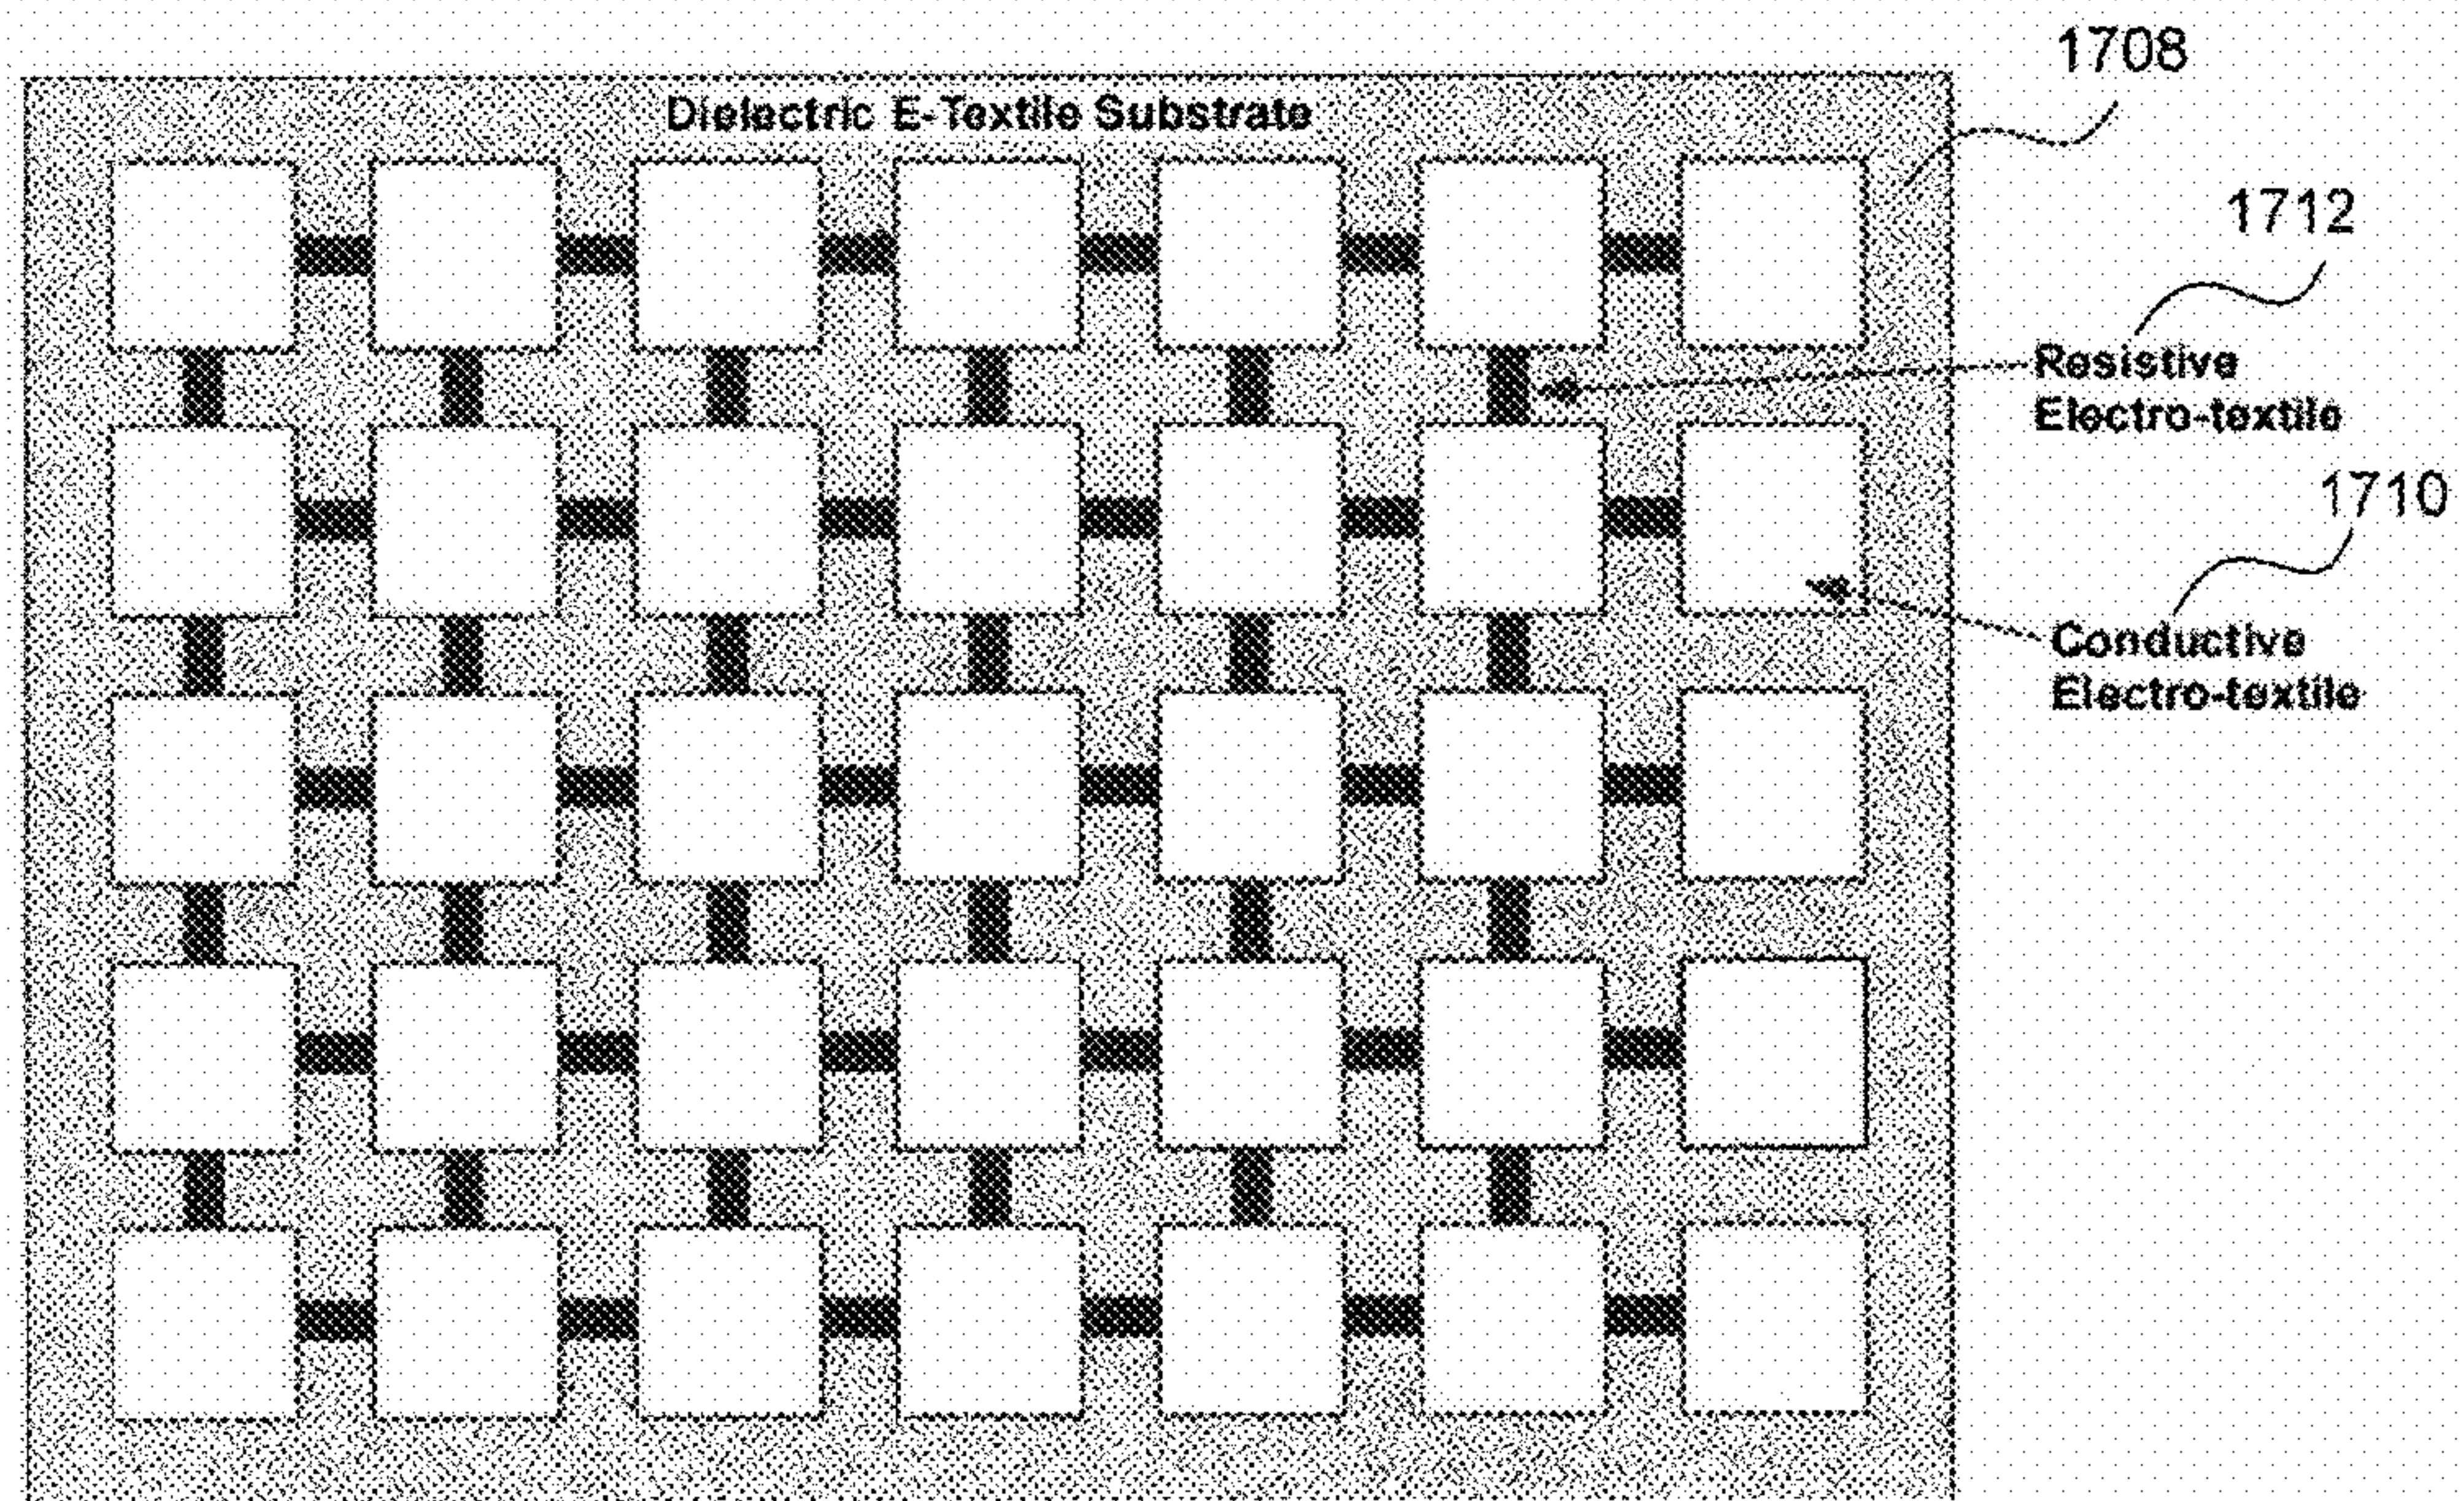 1708
Dielectric E-Textile Substrate
1712
Resistive
Electro-textile
1710
Conductive
Electro-textile